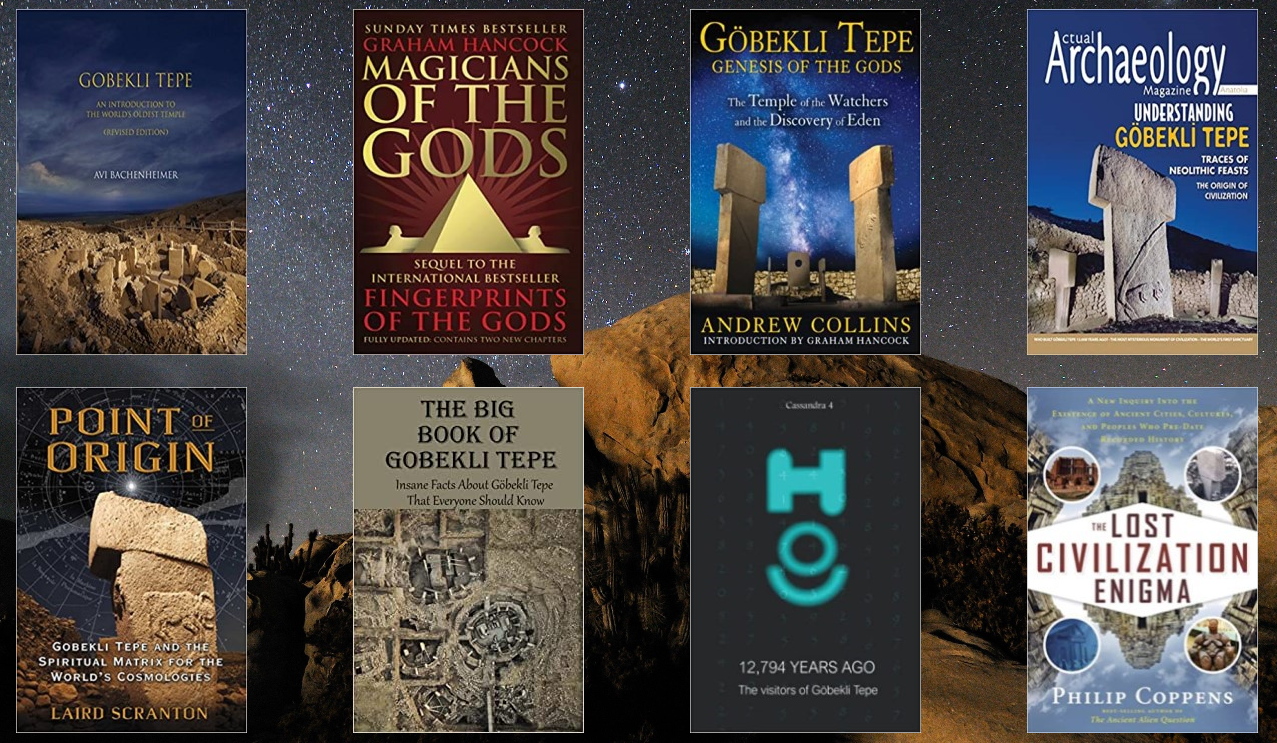 GOBEKLI TEPE
AN INTRODUCTION TO
THE WORLD'S OLDEST TEMPLE
(REVISED EDITION)
AVI BACHENHEIMER
SUNDAY TIMES BESTSELLER
GRAHAM HANCOCK
MAGICIANS
OF THE
GODS
SEQUEL TO THE
INTERNATIONAL BESTSELLER
FINGERPRINTS
OF THE GODS
FULLY UPDATED: CONTAINS TWO NEW CHAPTERS
GÖBEKLI TEPE
GENESIS OF THE GODS
The Temple of the Watchers
and the Discovery of Eden
ANDREW COLLINS
INTRODUCTION BY GRAHAM HANCOCK
Actual
Archaeology
Magazine Anatolia
UNDERSTANDING
GÖBEKLI TEPE
TRACES OF
NEOLITHIC FEASTS
THE ORIGIN OF
CIVILIZATION
POINT OF
ORIGIN
GOBEKLI TEPE AND THE
SPIRITUAL MATRIX FOR THE
WORLD'S COSMOLOGIES
LAIRD SCRANTON
THE BIG
BOOK OF
GOBEKLI TEPE
Insane Facts About Göbekli Tepe
That Everyone Should Know
Cassandra 4
12,794 YEARS AGO
The visitors of Göbekli Tepe
A NEW INQUIRY INTO THE
EXISTENCE OF ANCIENT CITIES, CULTURES,
AND PEOPLES WHO PRE-DATE
RECORDED HISTORY
THE LOST
CIVILIZATION
ENIGMA
PHILIP COPPENS
BEST-SELLING AUTHOR OF
The Ancient Alien Question